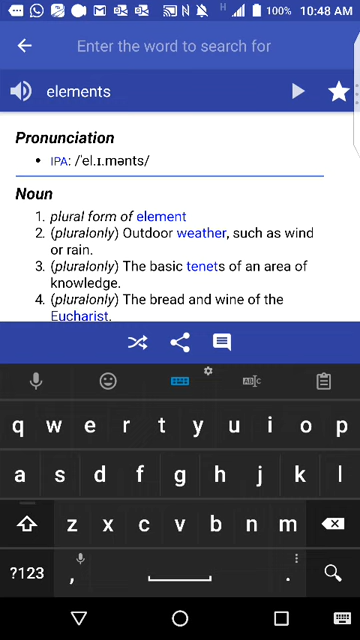 H 100% 10:48 AM
Enter the word to search for
elements
Pronunciation
• IPA: /ˈel.ɪ.mənts/
Noun
1. plural form of element
2. (pluralonly) Outdoor weather, such as wind
or rain.
3. (pluralonly) The basic tenets of an area of
knowledge.
4. (pluralonly) The bread and wine of the
Eucharist.
q w e r t y u i o p
a s d f g h j k l
z x c v b n m
?123 , .